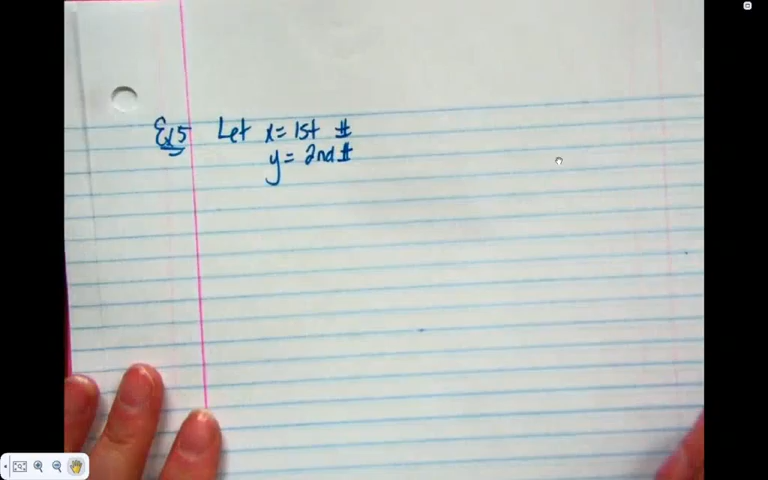 Ex5 Let x = 1st #
y = 2nd #